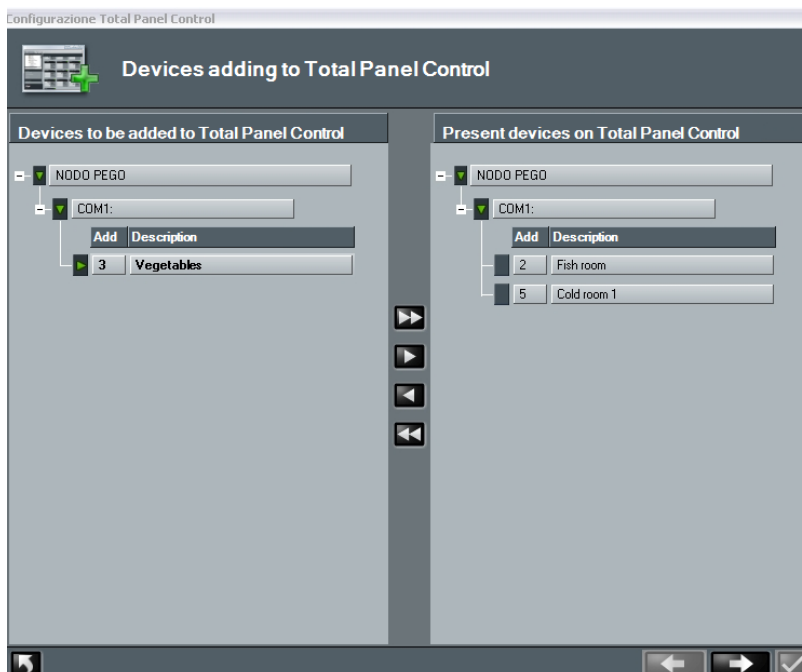 Configurazione Total Panel Control
Devices adding to Total Panel Control
Devices to be added to Total Panel Control
NODO PEGO
COM1:
Add Description
3 Vegetables
Present devices on Total Panel Control
NODO PEGO
COM1:
Add Description
2 Fish room
5 Cold room 1